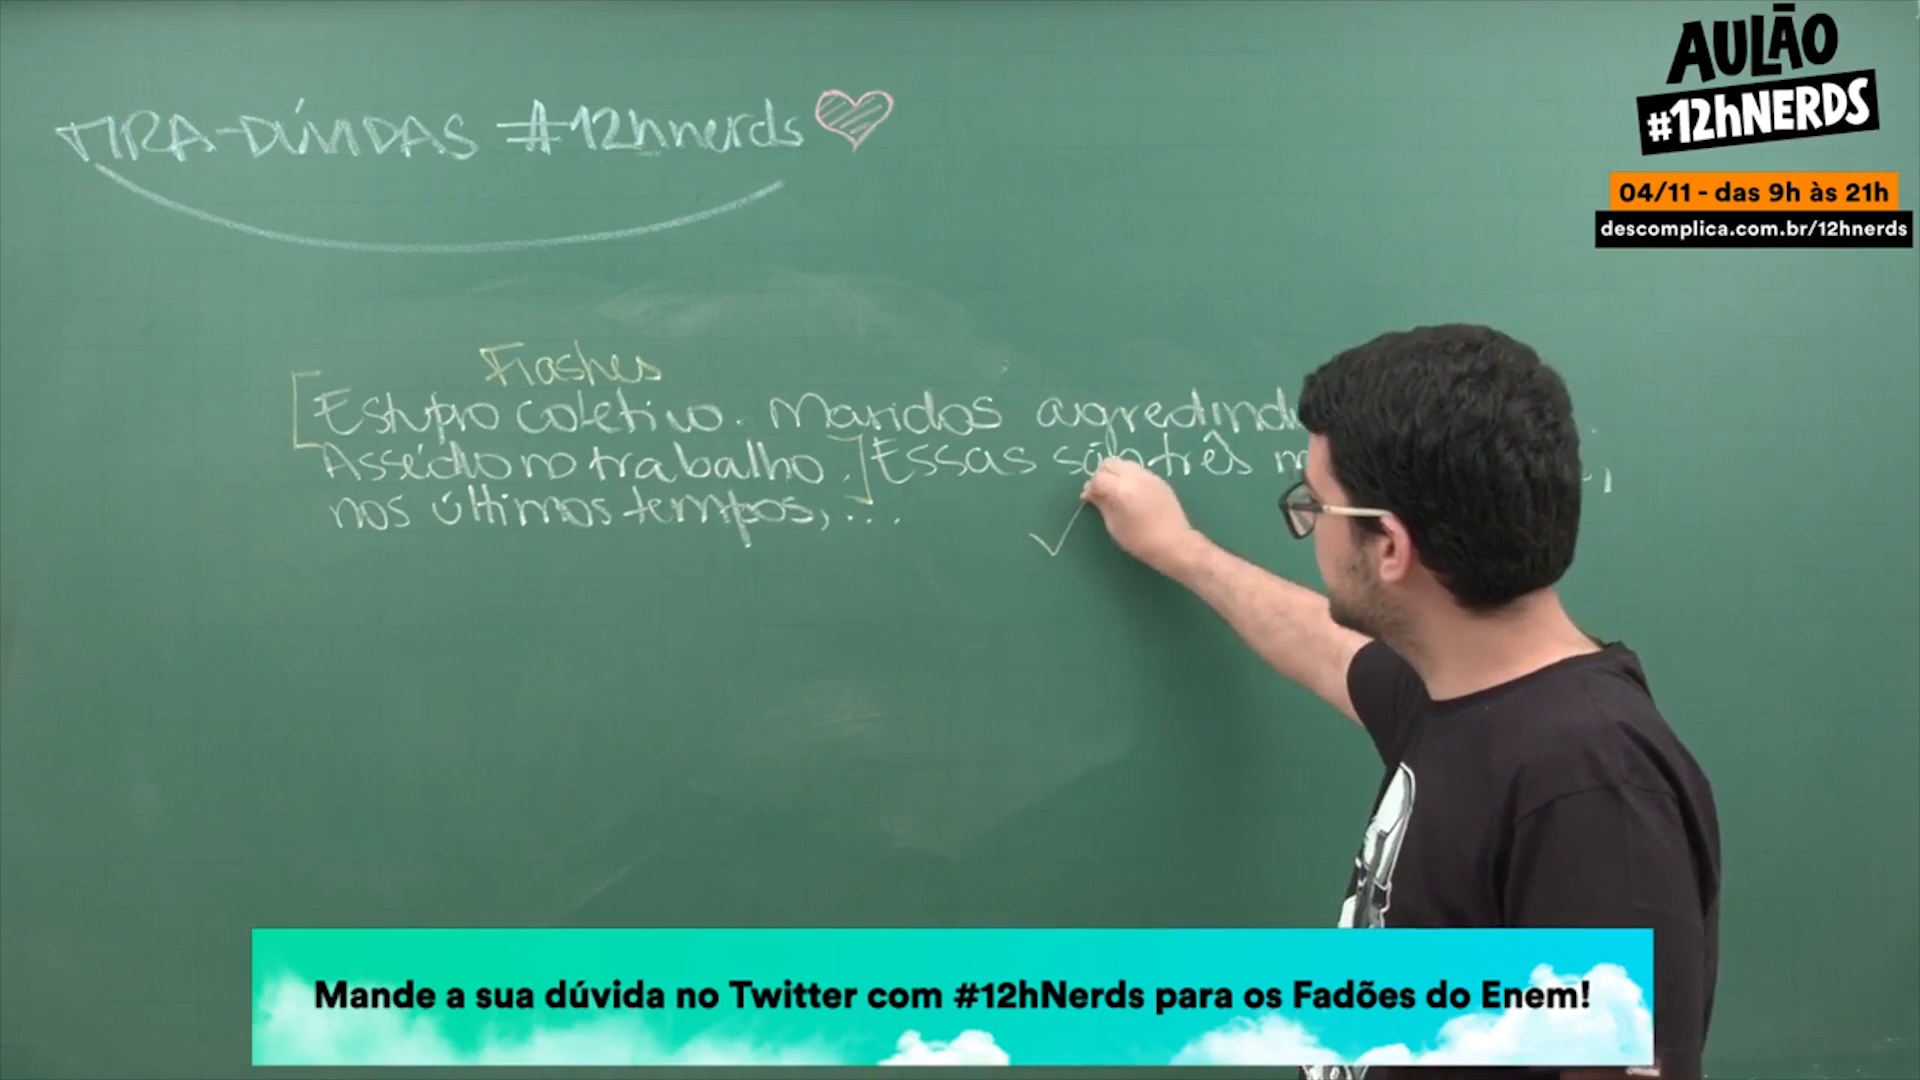 TIRA-DÚVIDAS #12hnerds
Flashes
Estupro coletivo. Maridos agredind
Assédio no trabalho. Essas são três
nos últimos tempos, ...
AULÃO
#12hNERDS
04/11 - das 9h às 21h
descomplica.com.br/12hnerds
Mande a sua dúvida no Twitter com #12hNerds para os Fadões do Enem!